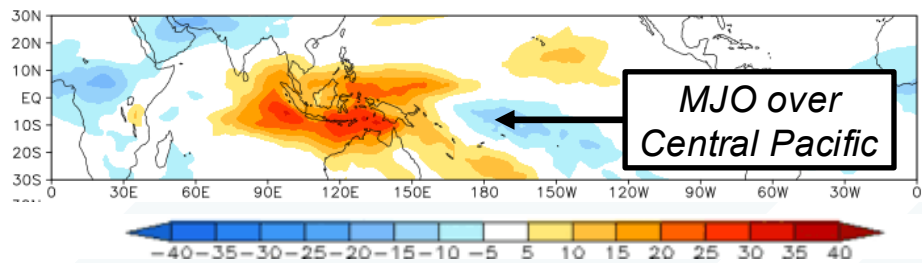 30N
20N
10N
EQ
10S
20S
30S
MJO over
Central Pacific
0 30E 60E 90E 120E 150E 180 150W 120W 90W 60W 30W 0
-40 -35 -30 -25 -20 -15 -10 -5 5 10 15 20 25 30 35 40